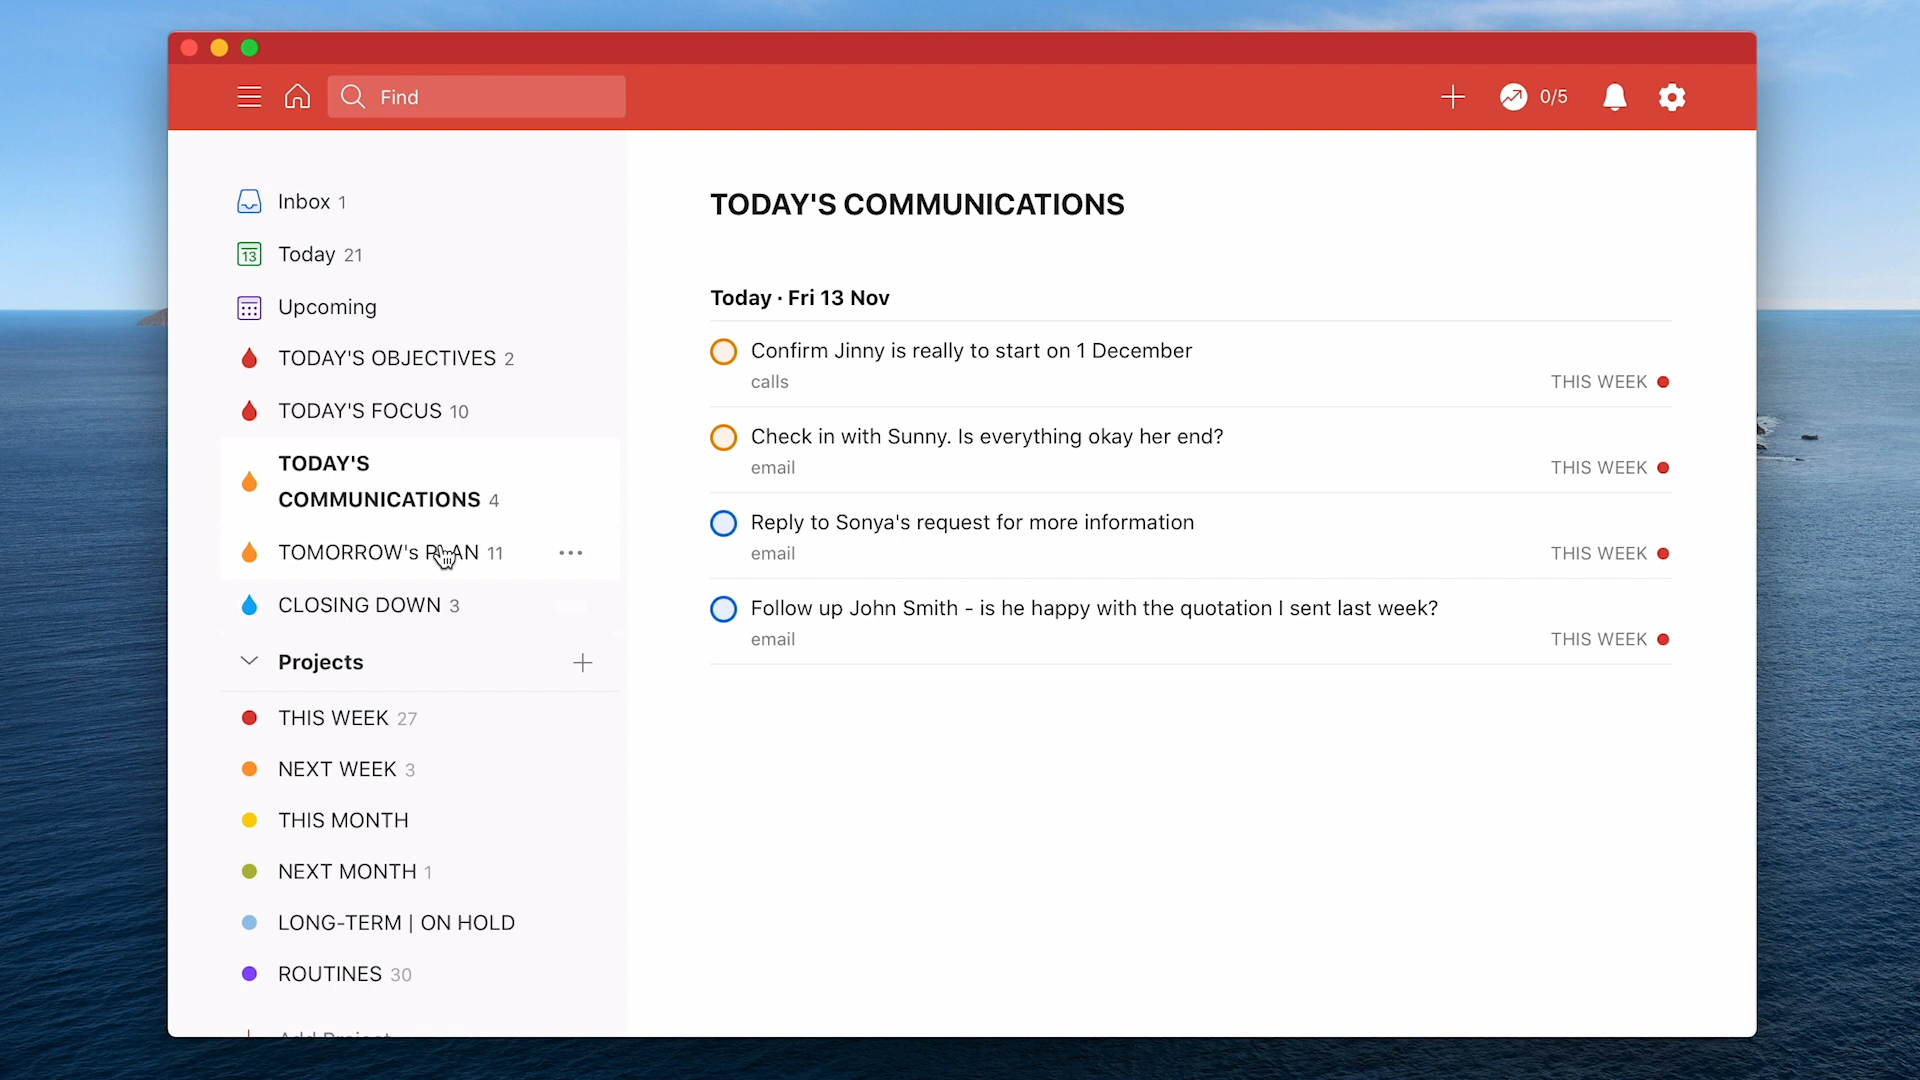 Find
0/5
Inbox 1
13
Today 21
Upcoming
TODAY'S OBJECTIVES 2
TODAY'S FOCUS 10
TODAY'S
COMMUNICATIONS 4
TOMORROW's PLAN 11
CLOSING DOWN 3
Projects
THIS WEEK 27
NEXT WEEK 3
THIS MONTH
NEXT MONTH 1
LONG-TERM | ON HOLD
ROUTINES 30
Add Project
TODAY'S COMMUNICATIONS
Today · Fri 13 Nov
Confirm Jinny is really to start on 1 December
calls
THIS WEEK
Check in with Sunny. Is everything okay her end?
email
THIS WEEK
Reply to Sonya's request for more information
email
THIS WEEK
Follow up John Smith - is he happy with the quotation I sent last week?
email
THIS WEEK